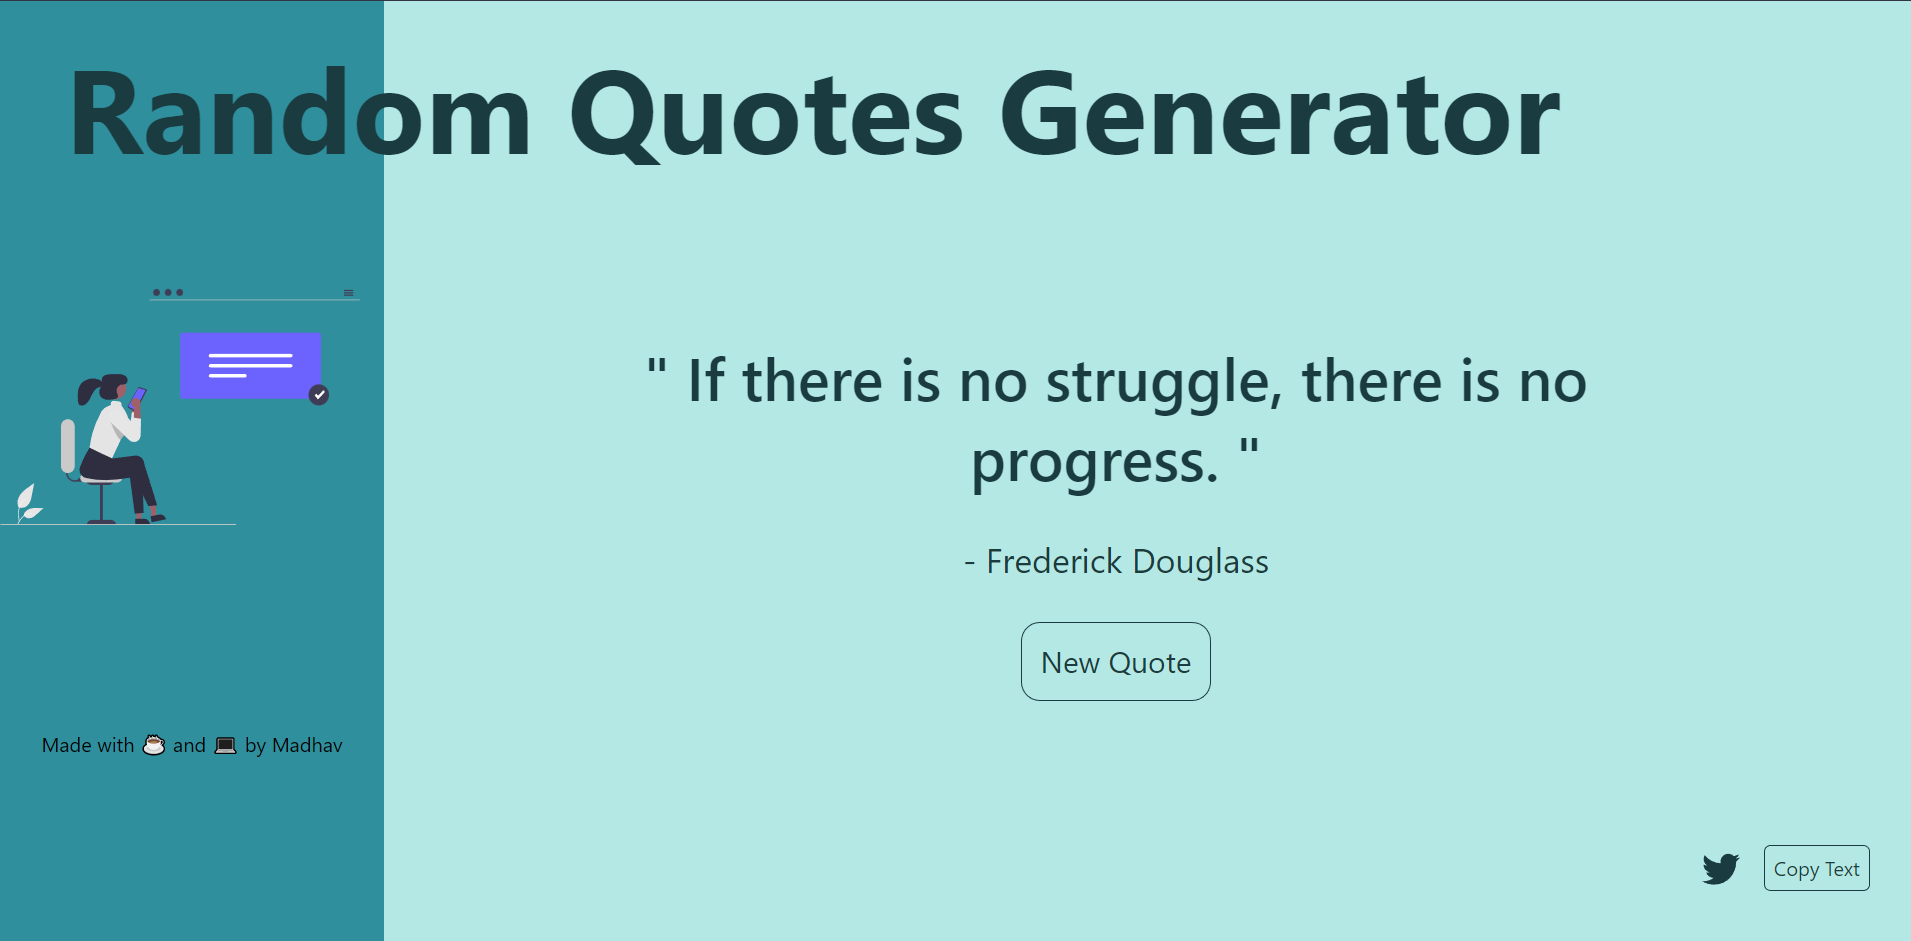 Random Quotes Generator
" If there is no struggle, there is no
progress. "
- Frederick Douglass
New Quote
Made with ☕ and 💻 by Madhav
Copy Text